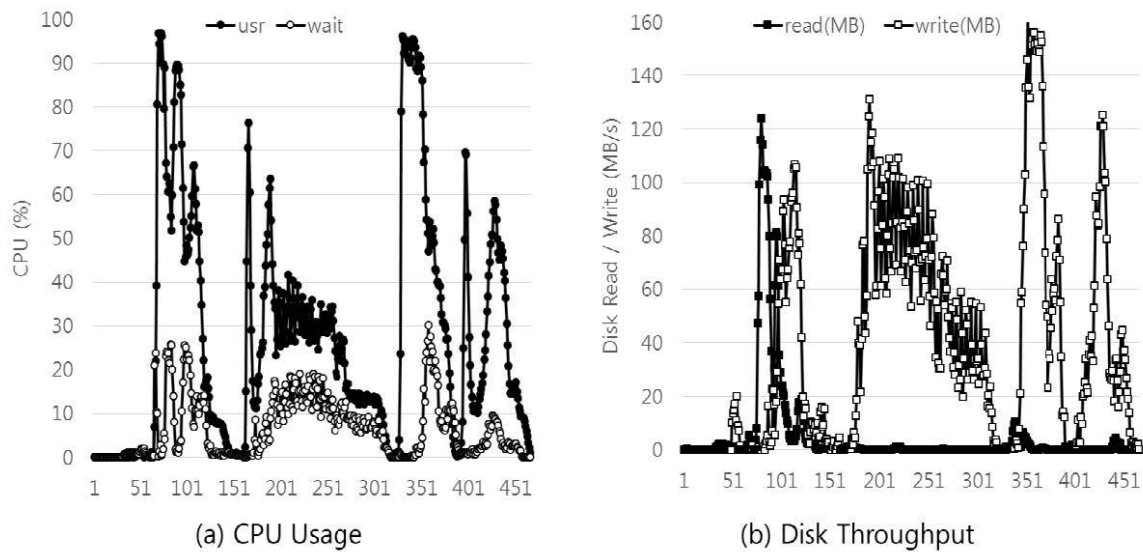 usr wait
100
90
80
70
60
50
40
30
20
10
0
CPU (%)
1 51 101 151 201 251 301 351 401 451
(a) CPU Usage
read(MB) write(MB)
160
140
120
100
80
60
40
20
0
Disk Read / Write (MB/s)
1 51 101 151 201 251 301 351 401 451
(b) Disk Throughput